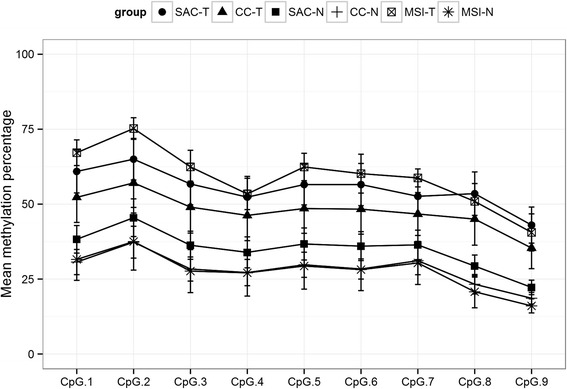 group SAC-T CC-T SAC-N CC-N MSI-T MSI-N
Mean methylation percentage
100
75
50
25
0
CpG.1 CpG.2 CpG.3 CpG.4 CpG.5 CpG.6 CpG.7 CpG.8 CpG.9